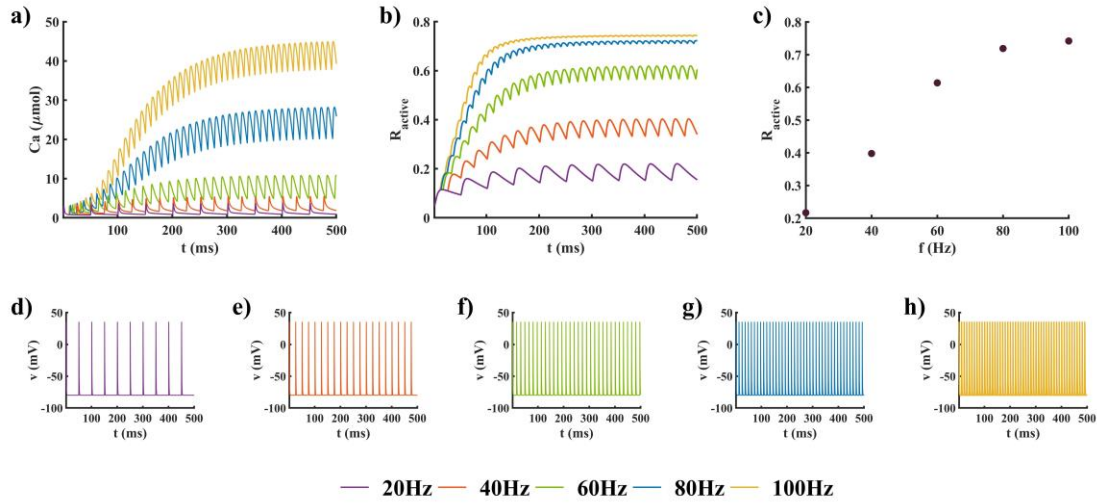 a)
50
40
30
20
10
0
Ca (μmol)
100 200 300 400 500
t (ms)
b)
0.8
0.6
0.4
0.2
0
R_active
100 200 300 400 500
t (ms)
c)
0.8
0.7
0.6
0.5
0.4
0.3
0.2
R_active
20 40 60 80 100
f (Hz)
d)
50
0
-50
-100
v (mV)
100 200 300 400 500
t (ms)
e)
50
0
-50
-100
v (mV)
100 200 300 400 500
t (ms)
f)
50
0
-50
-100
v (mV)
100 200 300 400 500
t (ms)
g)
50
0
-50
-100
v (mV)
100 200 300 400 500
t (ms)
h)
50
0
-50
-100
v (mV)
100 200 300 400 500
t (ms)
20Hz 40Hz 60Hz 80Hz 100Hz